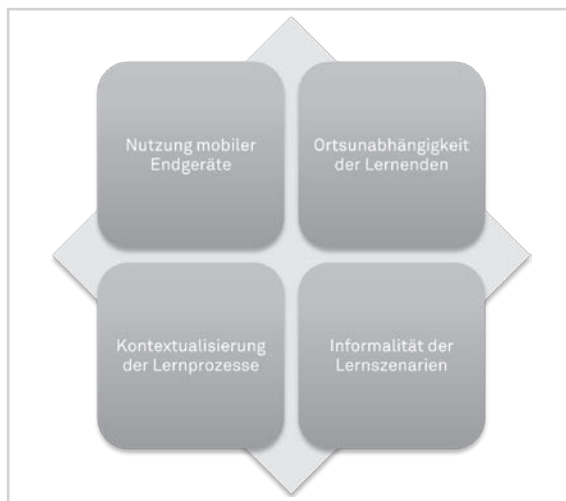 Nutzung mobiler
Endgeräte
Ortsunabhängigkeit
der Lernenden
Kontextualisierung
der Lernprozesse
Informalität der
Lernszenarien